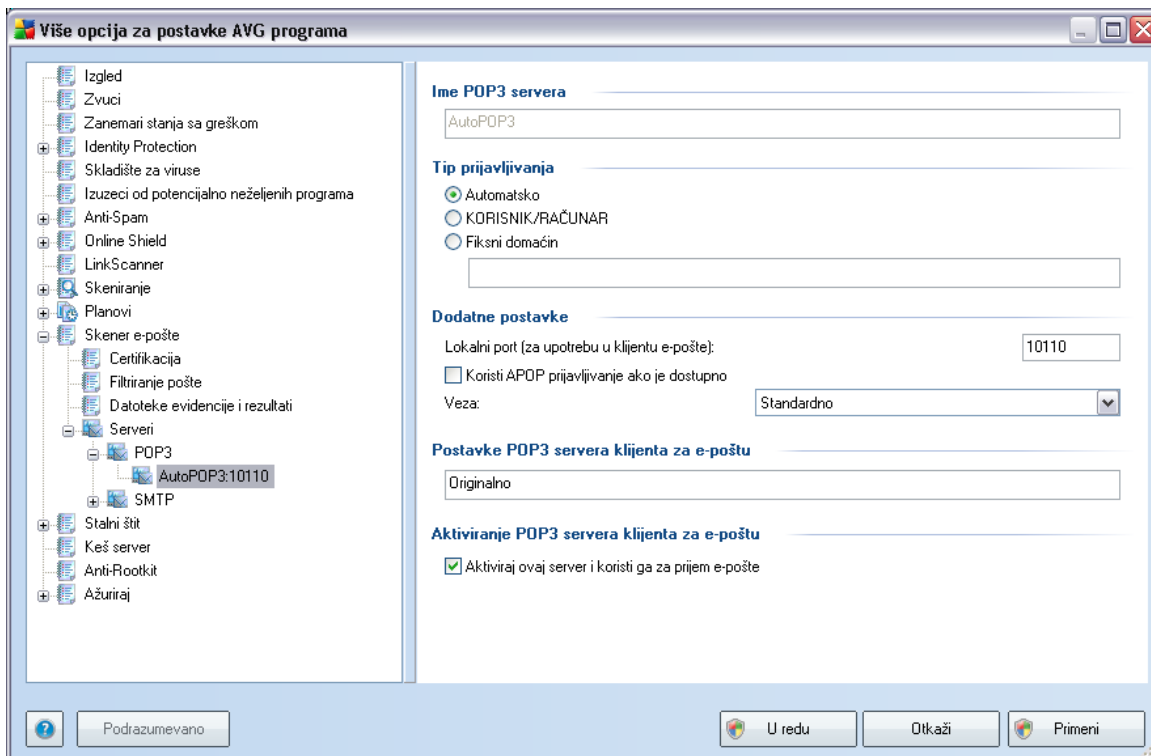 Više opcija za postavke AVG programa
Izgled
Zvuci
Zanemari stanja sa greškom
Identity Protection
Skladište za viruse
Izuzeci od potencijalno neželjenih programa
Anti-Spam
Online Shield
LinkScanner
Skeniranje
Planovi
Skener e-pošte
Certifikacija
Filtriranje pošte
Datoteke evidencije i rezultati
Serveri
POP3
AutoPOP3:10110
SMTP
Stalni štit
Keš server
Anti-Rootkit
Ažuriraj
Ime POP3 servera
AutoPOP3
Tip prijavljivanja
Automatsko
KORISNIK/RAČUNAR
Fiksni domaćin
Dodatne postavke
Lokalni port (za upotrebu u klijentu e-pošte): 10110
Koristi APOP prijavljivanje ako je dostupno
Veza: Standardno
Postavke POP3 servera klijenta za e-poštu
Originalno
Aktiviranje POP3 servera klijenta za e-poštu
Aktiviraj ovaj server i koristi ga za prijem e-pošte
? Podrazumevano U redu Otkaži Primeni